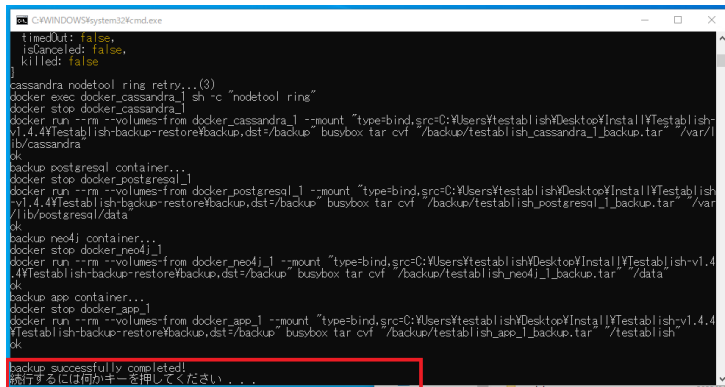 C:¥WINDOWS¥system32¥cmd.exe
timedOut: false,
isCanceled: false,
killed: false
}
cassandra nodetool ring retry...(3)
docker exec docker_cassandra_1 sh -c "nodetool ring"
docker stop docker_cassandra_1
docker run --rm --volumes-from docker_cassandra_1 --mount "type=bind,src=C:¥Users¥testablish¥Desktop¥Install¥Testablish-
v1.4.4¥Testablish-backup-restore¥backup,dst=/backup" busybox tar cvf "/backup/testablish_cassandra_1_backup.tar" "/var/l
ib/cassandra"
ok
backup postgresql container...
docker stop docker_postgresql_1
docker run --rm --volumes-from docker_postgresql_1 --mount "type=bind,src=C:¥Users¥testablish¥Desktop¥Install¥Testablish
-v1.4.4¥Testablish-backup-restore¥backup,dst=/backup" busybox tar cvf "/backup/testablish_postgresql_1_backup.tar" "/var
/lib/postgresql/data"
ok
backup neo4j container...
docker stop docker_neo4j_1
docker run --rm --volumes-from docker_neo4j_1 --mount "type=bind,src=C:¥Users¥testablish¥Desktop¥Install¥Testablish-v1.4
.4¥Testablish-backup-restore¥backup,dst=/backup" busybox tar cvf "/backup/testablish_neo4j_1_backup.tar" "/data"
ok
backup app container...
docker stop docker_app_1
docker run --rm --volumes-from docker_app_1 --mount "type=bind,src=C:¥Users¥testablish¥Desktop¥Install¥Testablish-v1.4.4
¥Testablish-backup-restore¥backup,dst=/backup" busybox tar cvf "/backup/testablish_app_1_backup.tar" "/testablish"
ok
backup successfully completed!
続行するには何かキーを押してください . . .